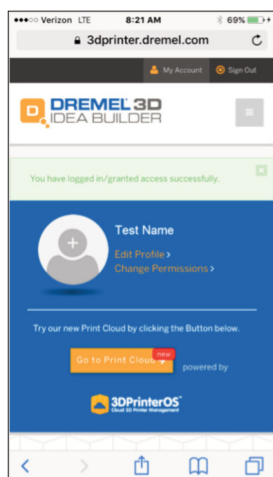 Verizon LTE 8:21 AM 69%
3dprinter.dremel.com
My Account Sign Out
D. DREMEL 3D
IDEA BUILDER
You have logged in/granted access successfully.
Test Name
Edit Profile >
Change Permissions >
Try our new Print Cloud by clicking the Button below.
new
Go to Print Cloud
powered by
3DPrinterOS™
Cloud 3D Printer Management